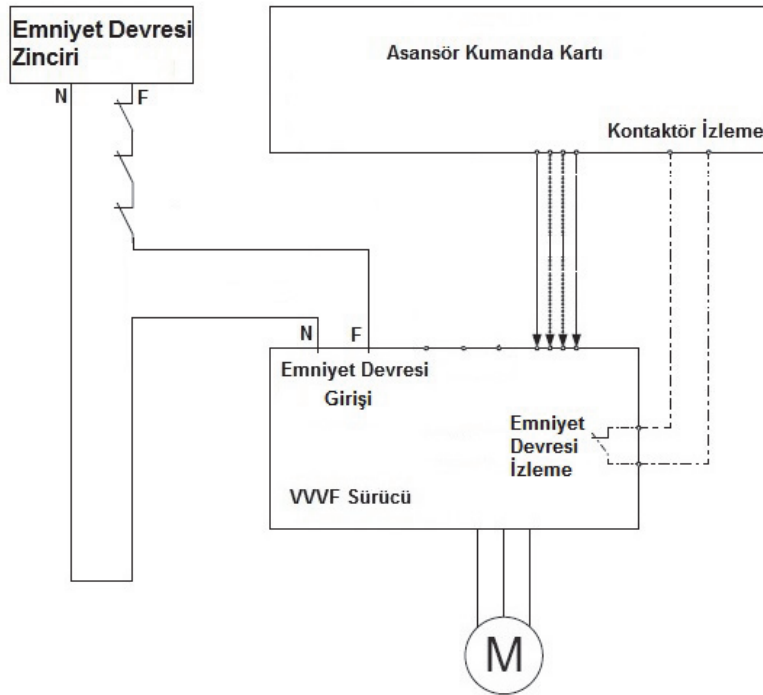 Emniyet Devresi
Zinciri
N
F
Asansör Kumanda Kartı
Kontaktör İzleme
N
F
Emniyet Devresi
Girişi
Emniyet
Devresi
İzleme
VVVF Sürücü
M